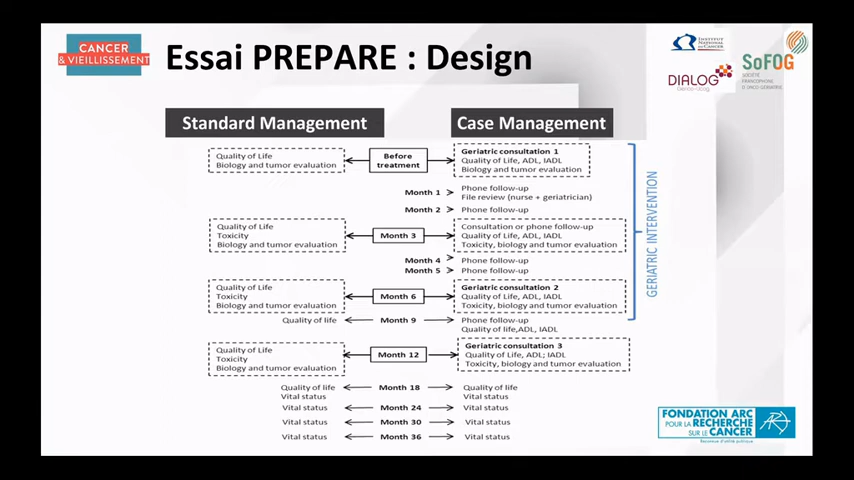 CANCER
& VIEILLISSEMENT
Essai PREPARE : Design
INSTITUT
NATIONAL
DU CANCER
DIALOG
SoFOG
SOCIÉTÉ
FRANCOPHONE
D'ONCO-GÉRIATRIE
Standard Management
Case Management
Quality of Life
Biology and tumor evaluation
Before
treatment
Geriatric consultation 1
Quality of Life, ADL, IADL
Biology and tumor evaluation
Month 1
Phone follow-up
File review (nurse + geriatrician)
Month 2
Phone follow-up
Quality of Life
Toxicity
Biology and tumor evaluation
Month 3
Consultation or phone follow-up
Quality of Life, ADL, IADL
Toxicity, biology and tumor evaluation
Month 4
Phone follow-up
Month 5
Phone follow-up
Quality of Life
Toxicity
Biology and tumor evaluation
Month 6
Geriatric consultation 2
Quality of Life, ADL, IADL
Toxicity, biology and tumor evaluation
Quality of life
Month 9
Phone follow-up
Quality of life,ADL, IADL
GERIATRIC INTERVENTION
Quality of Life
Toxicity
Biology and tumor evaluation
Month 12
Geriatric consultation 3
Quality of Life, ADL; IADL
Toxicity, biology and tumor evaluation
Quality of life
Vital status
Month 18
Quality of life
Vital status
Vital status
Month 24
Vital status
Vital status
Month 30
Vital status
Vital status
Month 36
Vital status
FONDATION ARC
POUR LA RECHERCHE
SUR LE CANCER
Reconnue d'utilité publique